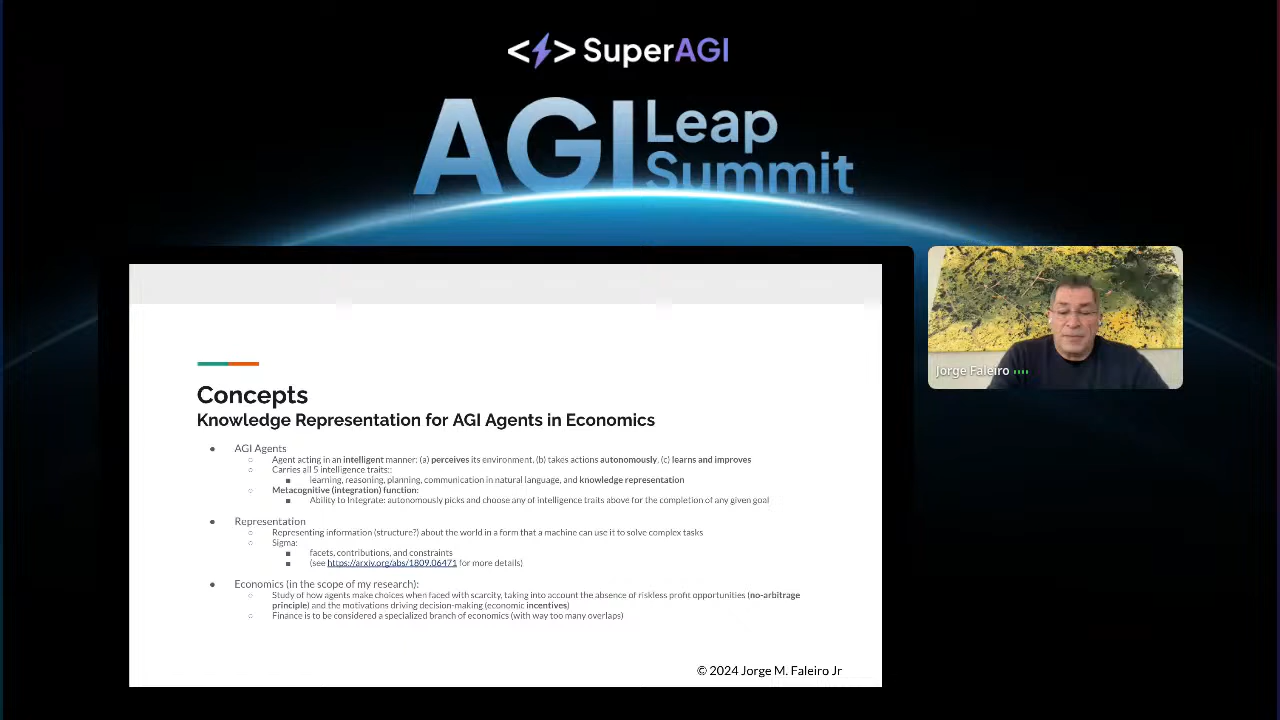 SuperAGI
AGI Leap
Summit
Concepts
Knowledge Representation for AGI Agents in Economics
AGI Agents
Agent acting in an intelligent manner: (a) perceives its environment, (b) takes actions autonomously, (c) learns and improves
Carries all 5 intelligence traits::
learning, reasoning, planning, communication in natural language, and knowledge representation
Metacognitive (integration) function:
Ability to Integrate: autonomously picks and choose any of intelligence traits above for the completion of any given goal
Representation
Representing information (structure?) about the world in a form that a machine can use it to solve complex tasks
Sigma:
facets, contributions, and constraints
(see https://arxiv.org/abs/1809.06471 for more details)
Economics (in the scope of my research):
Study of how agents make choices when faced with scarcity, taking into account the absence of riskless profit opportunities (no-arbitrage
principle) and the motivations driving decision-making (economic incentives)
Finance is to be considered a specialized branch of economics (with way too many overlaps)
© 2024 Jorge M. Faleiro Jr
Jorge Faleiro